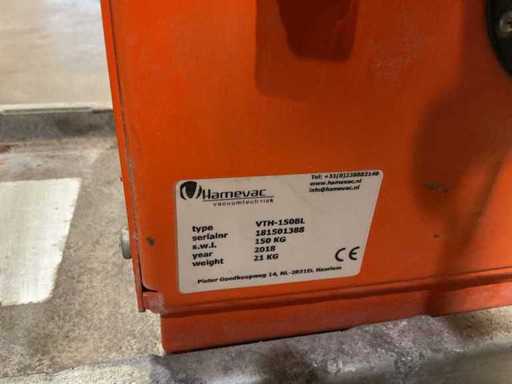 Hamevac
vacuumtechniek
Tel: +31(0)238882140
www.hamevac.nl
info@hamevac.nl
type VTH-150BL
serialnr 181501388
s.w.l. 150 KG
year 2018
weight 21 KG
CE
Pieter Goedkoopweg 14, NL-2031EL Haarlem